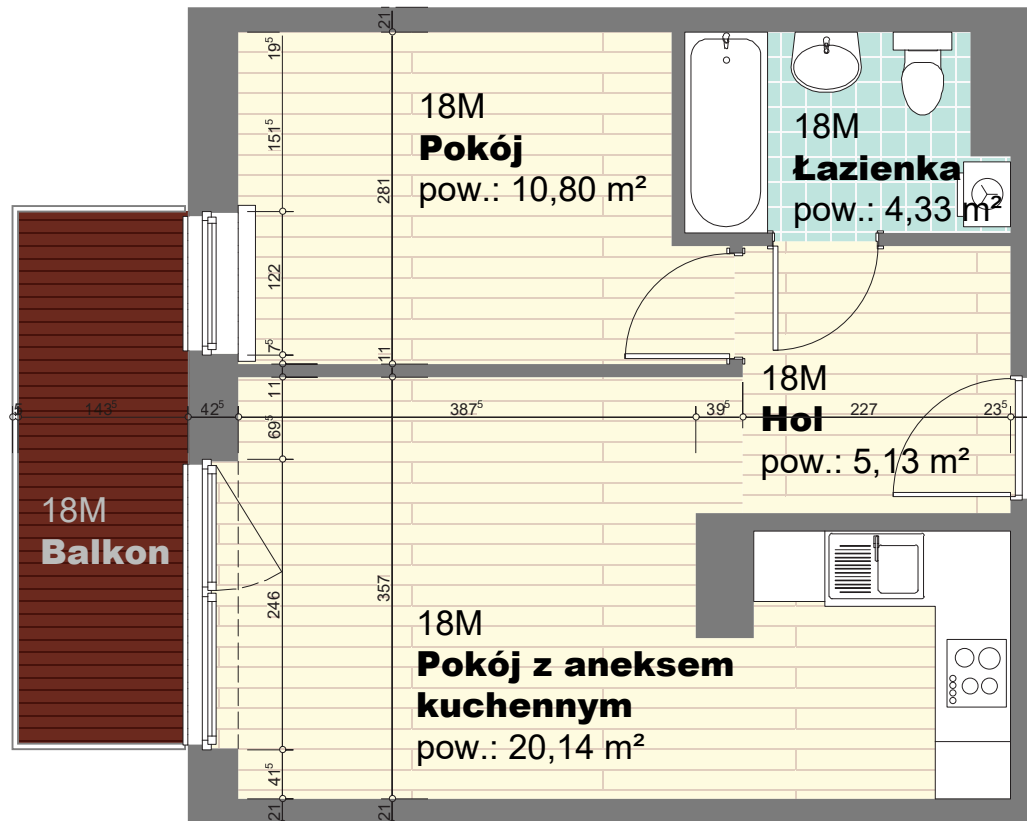 21
19⁵
151⁵
281
122
7⁵
11
11
18M
Pokój
pow.: 10,80 m²
18M
Łazienka
pow.: 4,33 m²
18M
Hol
pow.: 5,13 m²
5
143⁵
42⁵
387⁵
39⁵
227
23⁵
69⁵
246
357
41⁵
21
21
18M
Balkon
18M
Pokój z aneksem
kuchennym
pow.: 20,14 m²